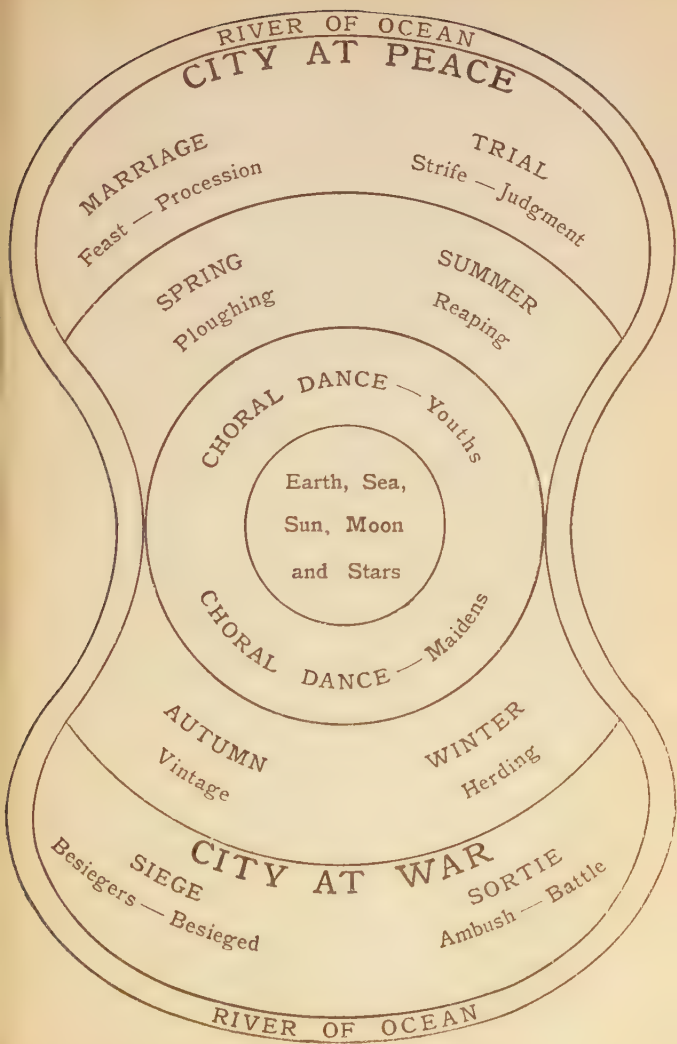 RIVER OF OCEAN
CITY AT PEACE
MARRIAGE
Feast — Procession
TRIAL
Strife — Judgment
SPRING
Ploughing
SUMMER
Reaping
CHORAL DANCE — Youths
Earth, Sea,
Sun, Moon
and Stars
CHORAL DANCE — Maidens
AUTUMN
Vintage
WINTER
Herding
CITY AT WAR
SIEGE
Besiegers — Besieged
SORTIE
Ambush — Battle
RIVER OF OCEAN